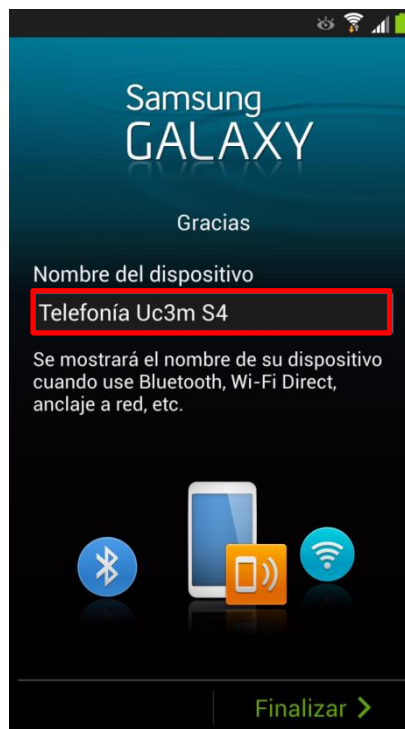 Samsung
GALAXY
Gracias
Nombre del dispositivo
Telefonía Uc3m S4
Se mostrará el nombre de su dispositivo
cuando use Bluetooth, Wi-Fi Direct,
anclaje a red, etc.
Finalizar